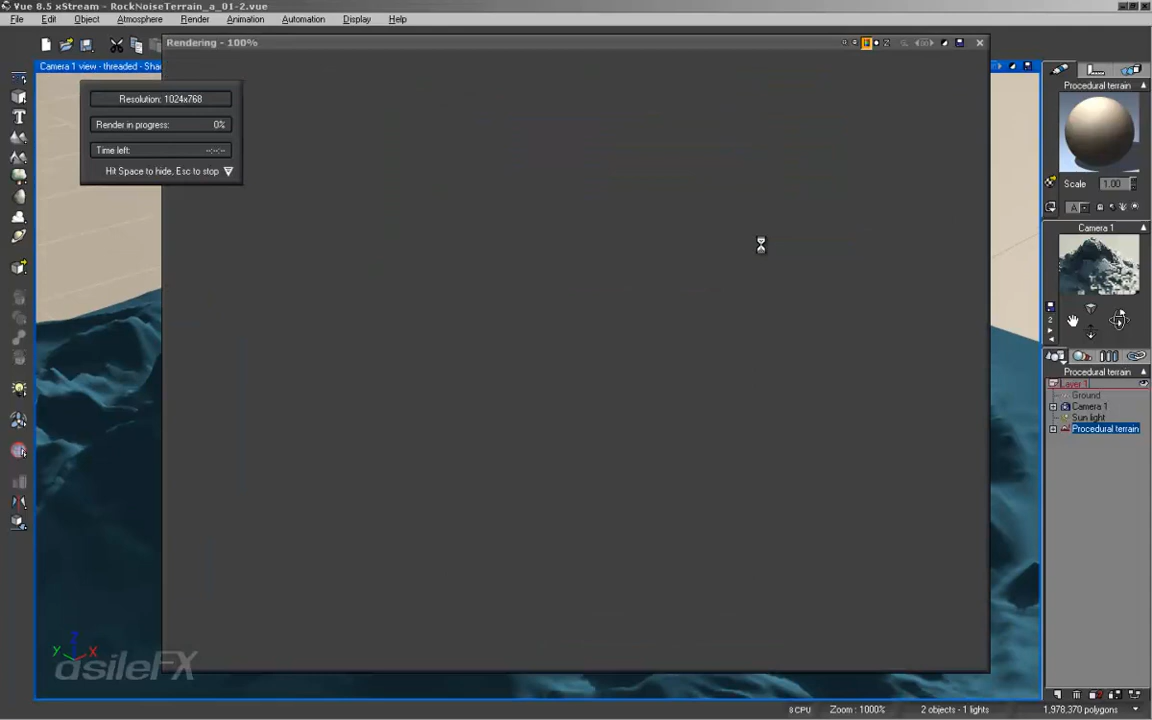 Vue 8.5 xStream - RockNoiseTerrain_a_01-2.vue
File Edit Object Atmosphere Render Animation Automation Display Help
Rendering - 100%
Camera 1 view - threaded - Sha
Resolution: 1024x768
Render in progress: 0%
Time left: --:--:--
Hit Space to hide, Esc to stop
Procedural terrain
Scale 1.00
Camera 1
Procedural terrain
Layer 1
Ground
Camera 1
Sun light
Procedural terrain
asileFX
8 CPU Zoom : 1000% 2 objects - 1 lights 1,978,370 polygons